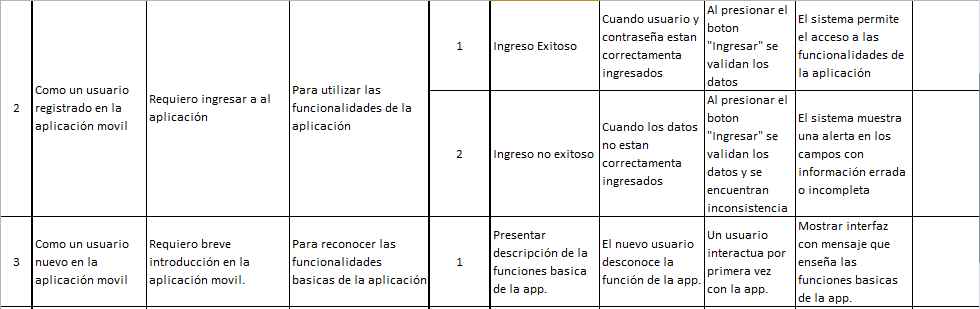 2
Como un usuario
registrado en la
aplicación movil
Requiero ingresar a al
aplicación
Para utilizar las
funcionalidades de la
aplicación
1
Ingreso Exitoso
Cuando usuario y
contraseña estan
correctamenta
ingresados
Al presionar el
boton
"Ingresar" se
validan los
datos
El sistema permite
el acceso a las
funcionalidades de
la aplicación
2
Ingreso no exitoso
Cuando los datos
no estan
correctamenta
ingresados
Al presionar el
boton
"Ingresar" se
validan los
datos y se
encuentran
inconsistencia
El sistema muestra
una alerta en los
campos con
información errada
o incompleta
3
Como un usuario
nuevo en la
aplicación movil
Requiero breve
introducción en la
aplicación movil.
Para reconocer las
funcionalidades
basicas de la aplicación
1
Presentar
descripción de la
funciones basica
de la app.
El nuevo usuario
desconoce la
función de la app.
Un usuario
interactua por
primera vez
con la app.
Mostrar interfaz
con mensaje que
enseña las
funciones basicas
de la app.